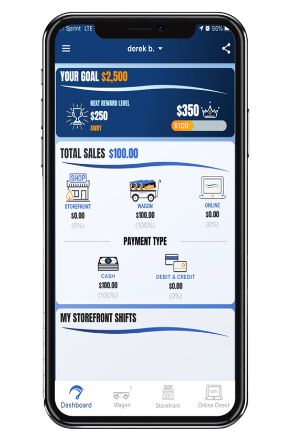 Sprint LTE
55%
derek b.
YOUR GOAL $2,500
NEXT REWARD LEVEL
$250
AWAY
$350
$100
TOTAL SALES $100.00
SHOP
STOREFRONT
$0.00
(0%)
WAGON
$100.00
(100%)
ONLINE
$0.00
(0%)
PAYMENT TYPE
CASH
$100.00
(100%)
DEBIT & CREDIT
$0.00
(0%)
MY STOREFRONT SHIFTS
Dashboard
Wagon
Storefront
Online Direct